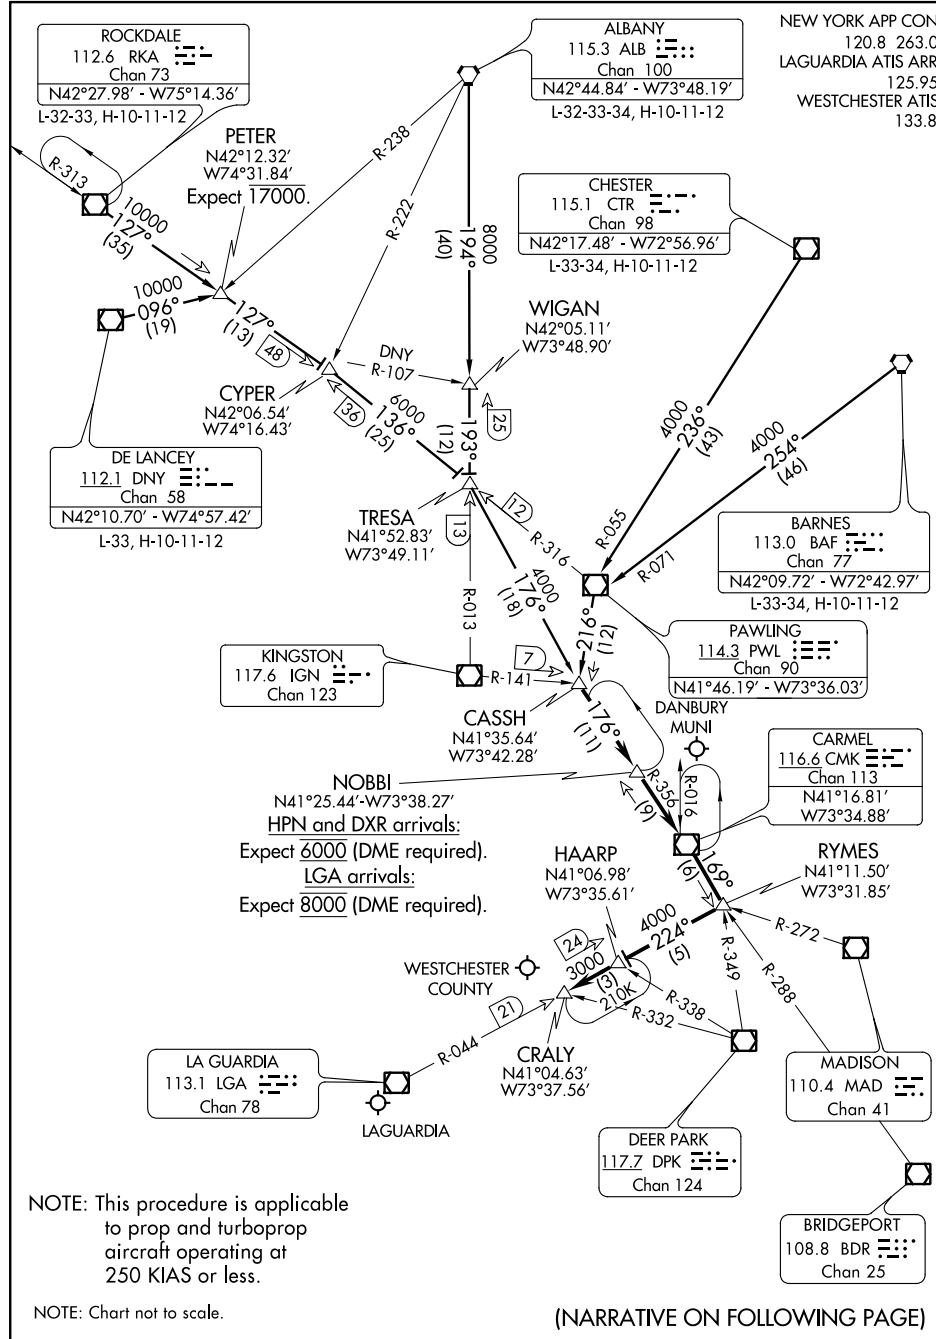 NEW YORK APP CON
120.8 263.0
LAGUARDIA ATIS ARR
125.95
WESTCHESTER ATIS
133.8
ROCKDALE
112.6 RKA
Chan 73
N42°27.98' - W75°14.36'
L-32-33, H-10-11-12
ALBANY
115.3 ALB
Chan 100
N42°44.84' - W73°48.19'
L-32-33-34, H-10-11-12
PETER
N42°12.32'
W74°31.84'
Expect 17000.
R-238
R-222
R-313
10000
127°
(35)
8000
194°
(40)
CHESTER
115.1 CTR
Chan 98
N42°17.48' - W72°56.96'
L-33-34, H-10-11-12
10000
096°
(19)
127°
(13)
48
WIGAN
N42°05.11'
W73°48.90'
DNY
R-107
CYPER
N42°06.54'
W74°16.43'
36
6000
136°
(25)
193°
(12)
25
4000
236°
(43)
4000
254°
(46)
DE LANCEY
112.1 DNY
Chan 58
N42°10.70' - W74°57.42'
L-33, H-10-11-12
TRESA
N41°52.83'
W73°49.11'
13
12
R-316
R-055
R-071
BARNES
113.0 BAF
Chan 77
N42°09.72' - W72°42.97'
L-33-34, H-10-11-12
R-013
4000
176°
(18)
216°
(12)
PAWLING
114.3 PWL
Chan 90
N41°46.19' - W73°36.03'
KINGSTON
117.6 IGN
Chan 123
R-141
7
CASSH
N41°35.64'
W73°42.28'
176°
(11)
DANBURY
MUNI
CARMEL
116.6 CMK
Chan 113
N41°16.81'
W73°34.88'
NOBBI
N41°25.44'-W73°38.27'
HPN and DXR arrivals:
Expect 6000 (DME required).
LGA arrivals:
Expect 8000 (DME required).
R-356
(9)
R-016
HAARP
N41°06.98'
W73°35.61'
169°
(6)
RYMES
N41°11.50'
W73°31.85'
4000
224°
(5)
24
3000
(3)
210K
R-272
R-349
R-288
R-338
R-332
WESTCHESTER
COUNTY
21
R-044
CRALY
N41°04.63'
W73°37.56'
LA GUARDIA
113.1 LGA
Chan 78
LAGUARDIA
MADISON
110.4 MAD
Chan 41
DEER PARK
117.7 DPK
Chan 124
BRIDGEPORT
108.8 BDR
Chan 25
NOTE: This procedure is applicable
to prop and turboprop
aircraft operating at
250 KIAS or less.
NOTE: Chart not to scale.
(NARRATIVE ON FOLLOWING PAGE)